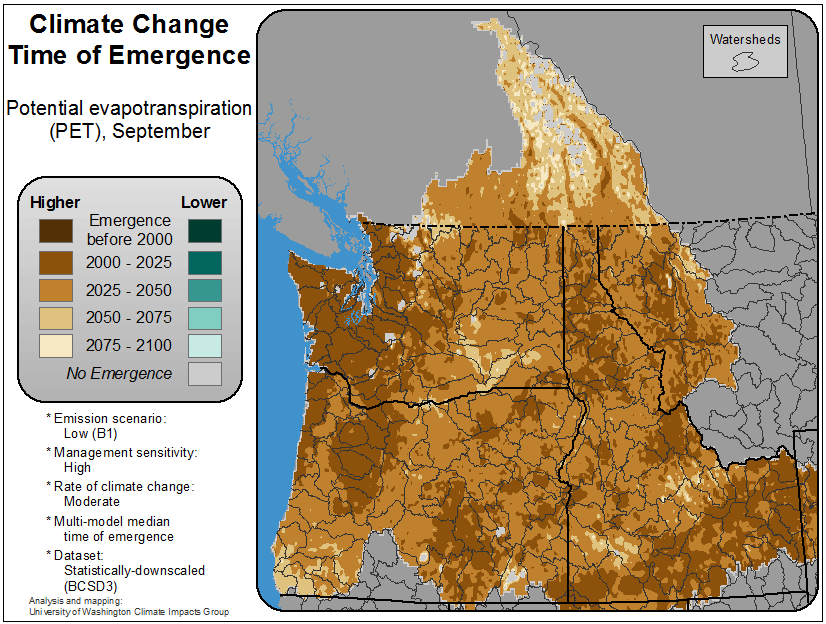 Climate Change
Time of Emergence
Potential evapotranspiration
(PET), September
Higher
Lower
Emergence
before 2000
2000 - 2025
2025 - 2050
2050 - 2075
2075 - 2100
No Emergence
* Emission scenario:
Low (B1)
* Management sensitivity:
High
* Rate of climate change:
Moderate
* Multi-model median
time of emergence
* Dataset:
Statistically-downscaled
(BCSD3)
Analysis and mapping:
University of Washington Climate Impacts Group
Watersheds